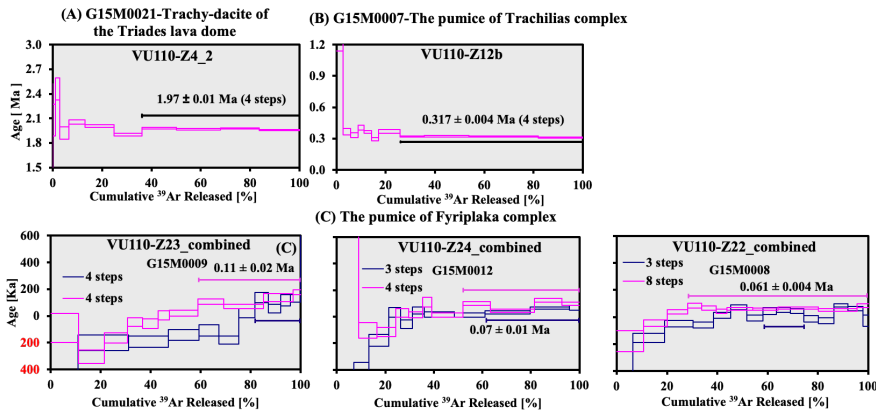 (A) G15M0021-Trachy-dacite of
the Triades lava dome
(B) G15M0007-The pumice of Trachilias complex
Age [ Ma ]
3.0
2.7
2.4
2.1
1.8
1.5
VU110-Z4_2
1.97 ± 0.01 Ma (4 steps)
0 20 40 60 80 100
Cumulative ³⁹Ar Released [%]
1.2
0.9
0.6
0.3
0.0
VU110-Z12b
0.317 ± 0.004 Ma (4 steps)
0 20 40 60 80 100
Cumulative ³⁹Ar Released [%]
(C) The pumice of Fyriplaka complex
Age [Ka]
600
400
200
0
200
400
VU110-Z23_combined
(C)
G15M0009
0.11 ± 0.02 Ma
4 steps
4 steps
0 20 40 60 80 100
Cumulative ³⁹Ar Released [%]
VU110-Z24_combined
3 steps
G15M0012
4 steps
0.07 ± 0.01 Ma
0 20 40 60 80 100
Cumulative ³⁹Ar Released [%]
VU110-Z22_combined
3 steps
G15M0008
8 steps
0.061 ± 0.004 Ma
0 20 40 60 80 100
Cumulative ³⁹Ar Released [%]